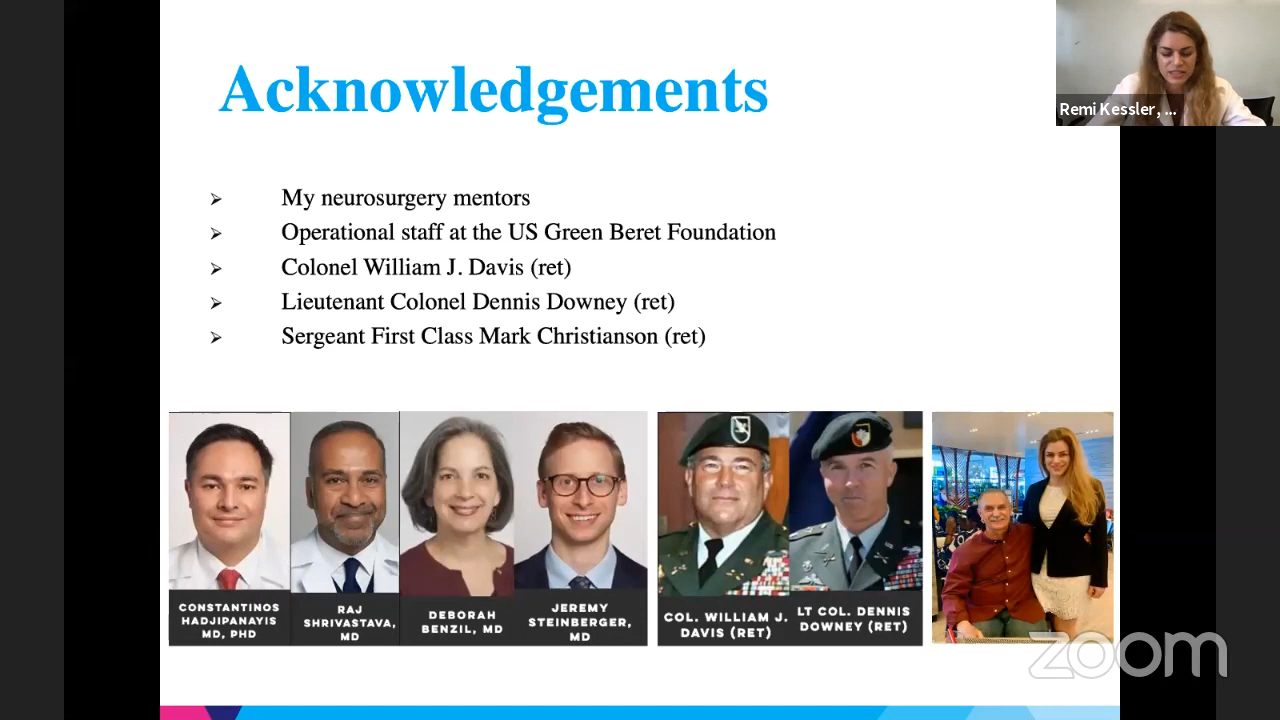 Acknowledgements
Remi Kessler, ...
➢ My neurosurgery mentors
➢ Operational staff at the US Green Beret Foundation
➢ Colonel William J. Davis (ret)
➢ Lieutenant Colonel Dennis Downey (ret)
➢ Sergeant First Class Mark Christianson (ret)
CONSTANTINOS
HADJIPANAYIS
MD, PHD
RAJ
SHRIVASTAVA,
MD
DEBORAH
BENZIL, MD
JEREMY
STEINBERGER,
MD
COL. WILLIAM J.
DAVIS (RET)
LT COL. DENNIS
DOWNEY (RET)
zoom